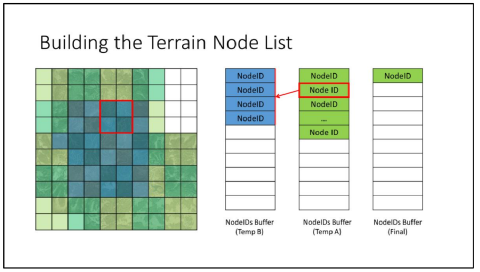 Building the Terrain Node List
NodeID NodeID NodeID
NodeID Node ID
NodeID NodeID
NodeID ...
Node ID
NodeIDs Buffer NodeIDs Buffer NodeIDs Buffer
(Temp B) (Temp A) (Final)